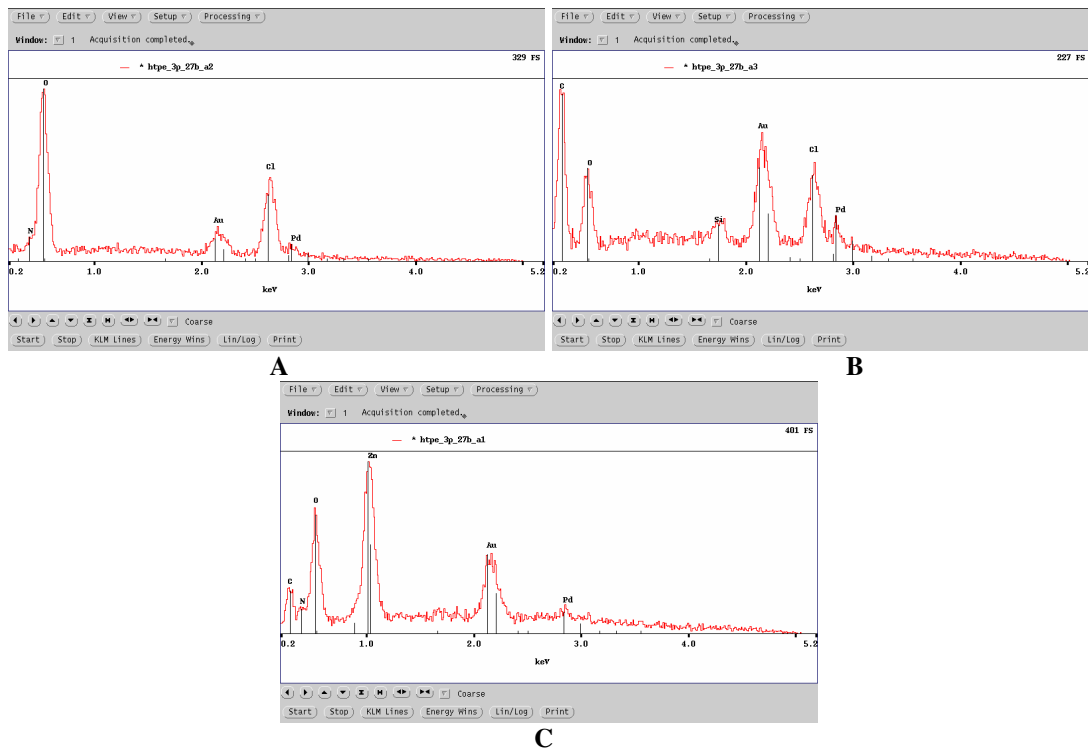 File Edit View Setup Processing
Window: 1 Acquisition completed.
329 FS
* htpe_3p_27b_a2
O
Cl
Au
N
Pd
0.2 1.0 2.0 3.0 4.0 5.2
keV
Coarse
Start Stop KLM Lines Energy Wins Lin/Log Print
A
File Edit View Setup Processing
Window: 1 Acquisition completed.
227 FS
* htpe_3p_27b_a3
C
Au
Cl
O
Si
Pd
0.2 1.0 2.0 3.0 4.0 5.2
keV
Coarse
Start Stop KLM Lines Energy Wins Lin/Log Print
B
File Edit View Setup Processing
Window: 1 Acquisition completed.
401 FS
* htpe_3p_27b_a1
Zn
O
Au
C
N
Pd
0.2 1.0 2.0 3.0 4.0 5.2
keV
Coarse
Start Stop KLM Lines Energy Wins Lin/Log Print
C